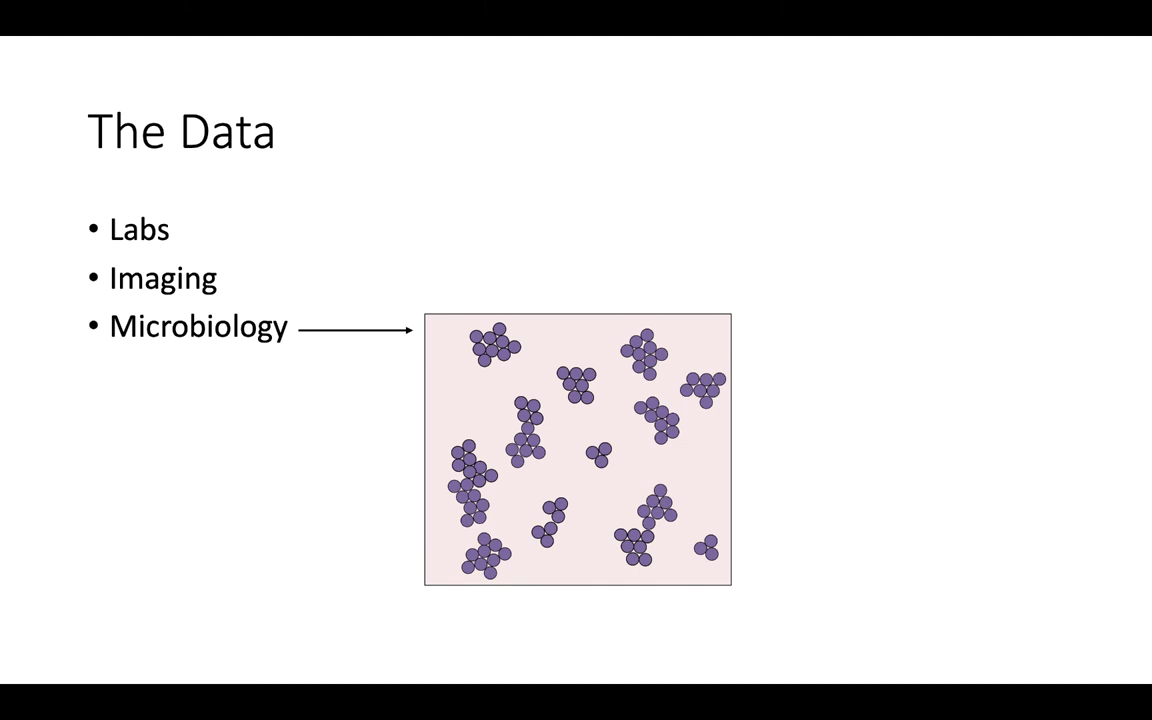 The Data
• Labs
• Imaging
• Microbiology